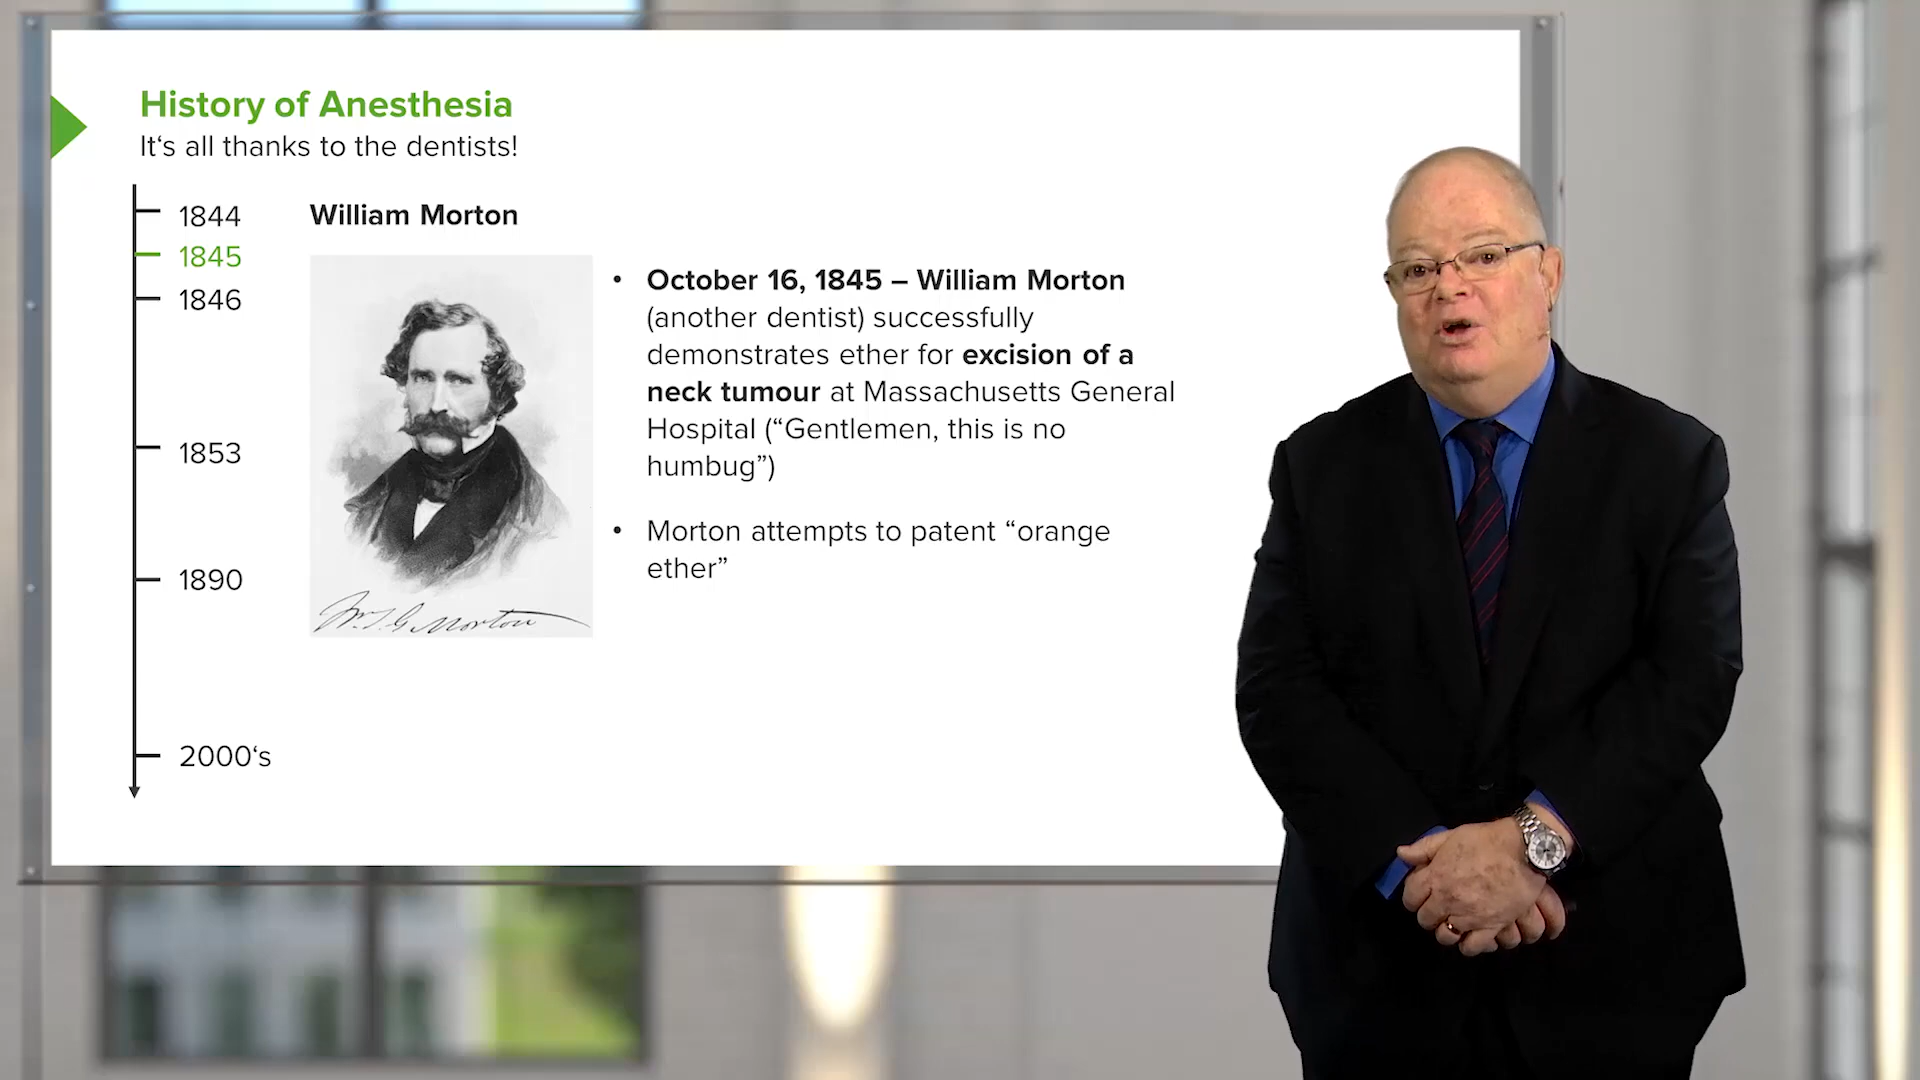 History of Anesthesia
It‘s all thanks to the dentists!
1844
1845
1846
1853
1890
2000‘s
William Morton
• October 16, 1845 – William Morton
(another dentist) successfully
demonstrates ether for excision of a
neck tumour at Massachusetts General
Hospital (“Gentlemen, this is no
humbug”)
• Morton attempts to patent “orange
ether”
Wm. T. G. Morton